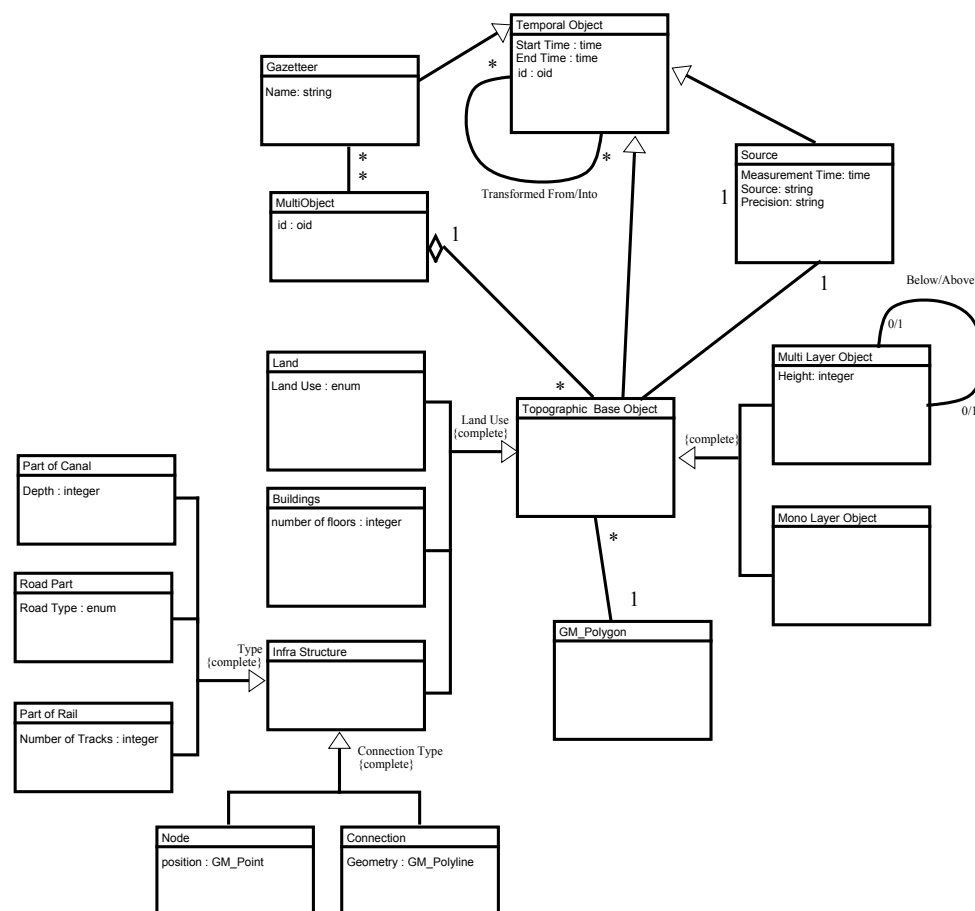 Temporal Object
Start Time : time
End Time : time
id : oid
*
*
Transformed From/Into
Gazetteer
Name: string
*
*
MultiObject
id : oid
1
Source
Measurement Time: time
Source: string
Precision: string
1
1
Below/Above
0/1
Multi Layer Object
Height: integer
0/1
Land
Land Use : enum
*
Topographic Base Object
Land Use
{complete}
{complete}
Part of Canal
Depth : integer
Buildings
number of floors : integer
Mono Layer Object
*
1
Road Part
Road Type : enum
GM_Polygon
Type
{complete}
Infra Structure
Part of Rail
Number of Tracks : integer
Connection Type
{complete}
Node
position : GM_Point
Connection
Geometry : GM_Polyline